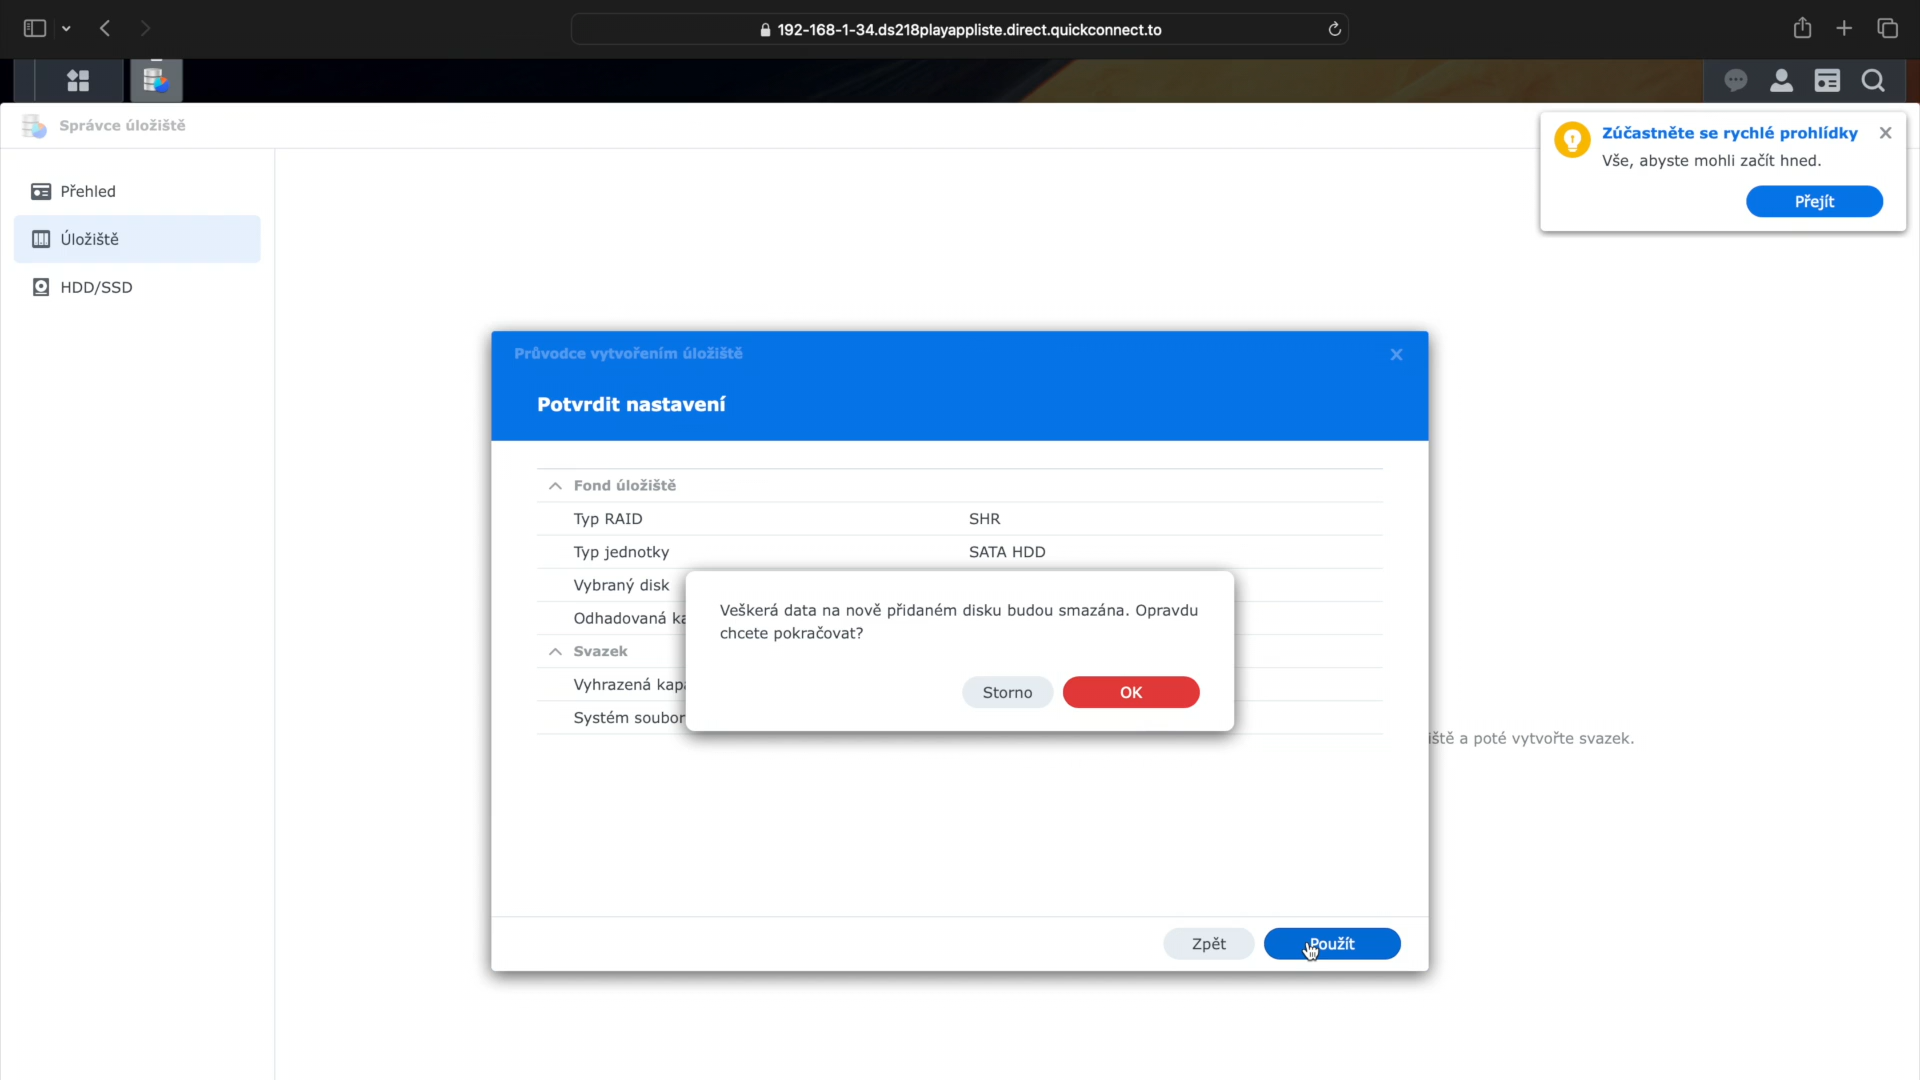 192-168-1-34.ds218playappliste.direct.quickconnect.to
Správce úložiště
Zúčastněte se rychlé prohlídky
Vše, abyste mohli začít hned.
Přejít
Přehled
Úložiště
HDD/SSD
Průvodce vytvořením úložiště
Potvrdit nastavení
Fond úložiště
Typ RAID SHR
Typ jednotky SATA HDD
Vybraný disk
Odhadovaná ka
Veškerá data na nově přidaném disku budou smazána. Opravdu
chcete pokračovat?
Svazek
Vyhrazená kapa
Systém soubor
Storno OK
iště a poté vytvořte svazek.
Zpět Použít